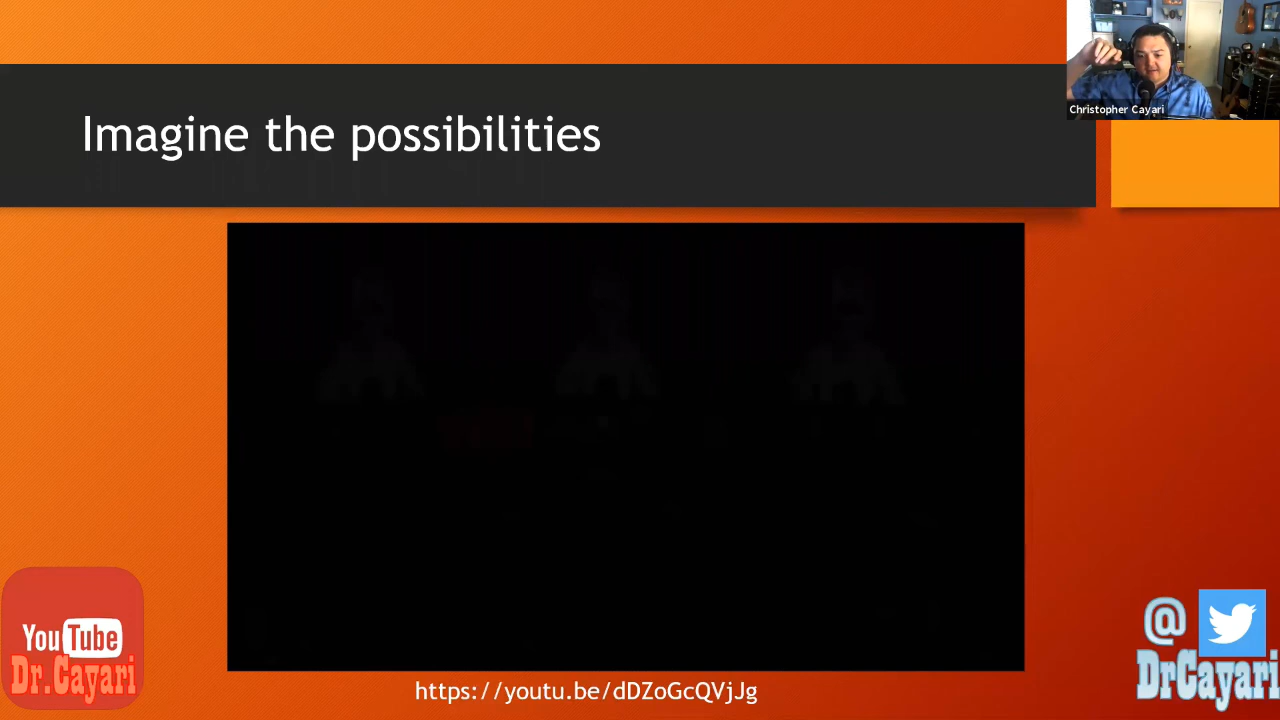 Christopher Cayari
Imagine the possibilities
You Tube
Dr.Cayari
@
DrCayari
https://youtu.be/dDZoGcQVjJg